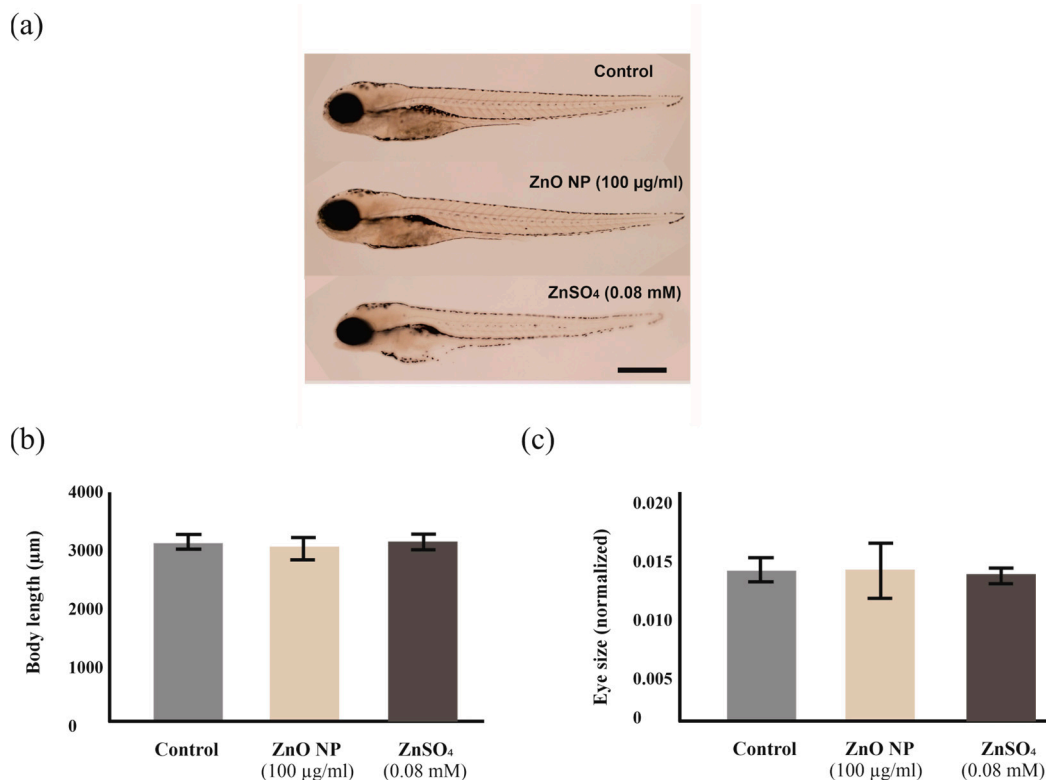 (a)
Control
ZnO NP (100 µg/ml)
ZnSO₄ (0.08 mM)
(b)
(c)
4000
3000
2000
1000
0
Body length (µm)
Control
ZnO NP
(100 µg/ml)
ZnSO₄
(0.08 mM)
0.020
0.015
0.010
0.005
0
Eye size (normalized)
Control
ZnO NP
(100 µg/ml)
ZnSO₄
(0.08 mM)